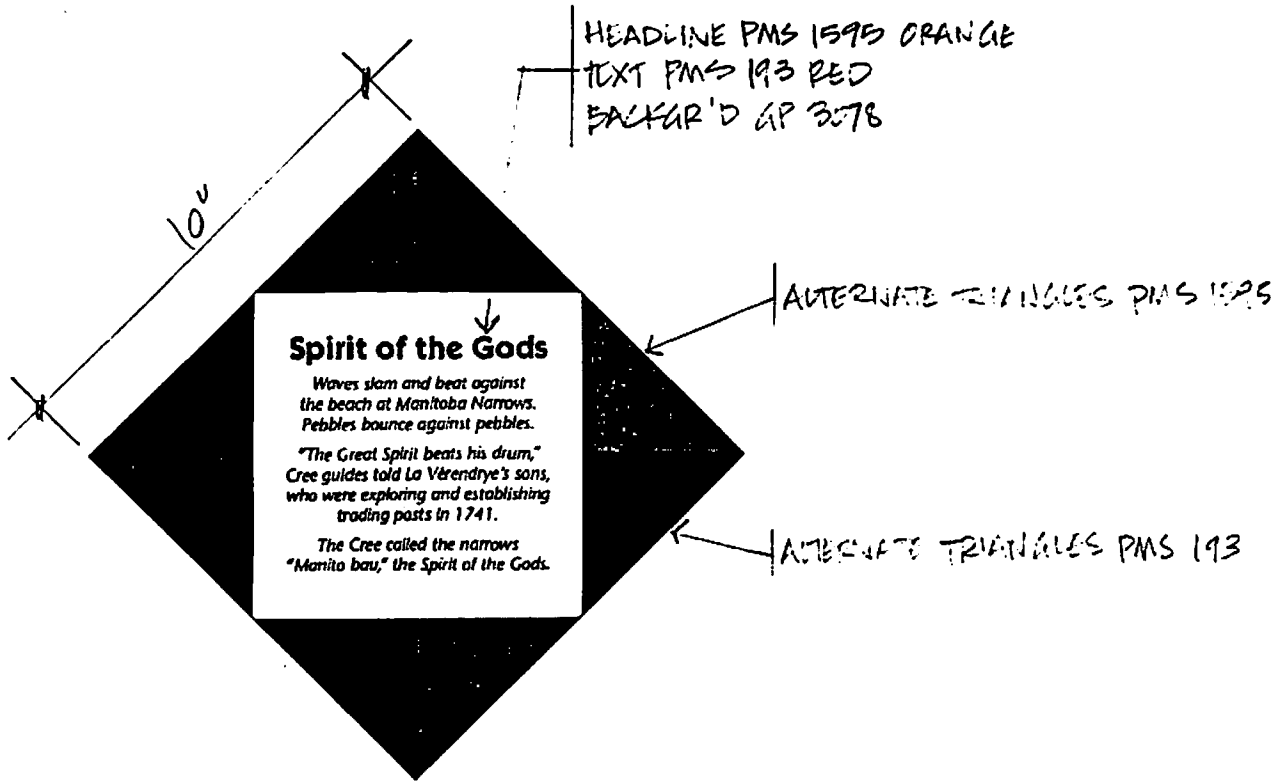 HEADLINE PMS 1595 ORANGE
TEXT PMS 193 RED
BACKGR'D GP 3578
10"
ALTERNATE TRIANGLES PMS 1595
Spirit of the Gods
Waves slam and beat against
the beach at Manitoba Narrows.
Pebbles bounce against pebbles.
"The Great Spirit beats his drum,"
Cree guides told La Vérendrye's sons,
who were exploring and establishing
trading posts in 1741.
The Cree called the narrows
"Manito bau," the Spirit of the Gods.
ALTERNATE TRIANGLES PMS 193